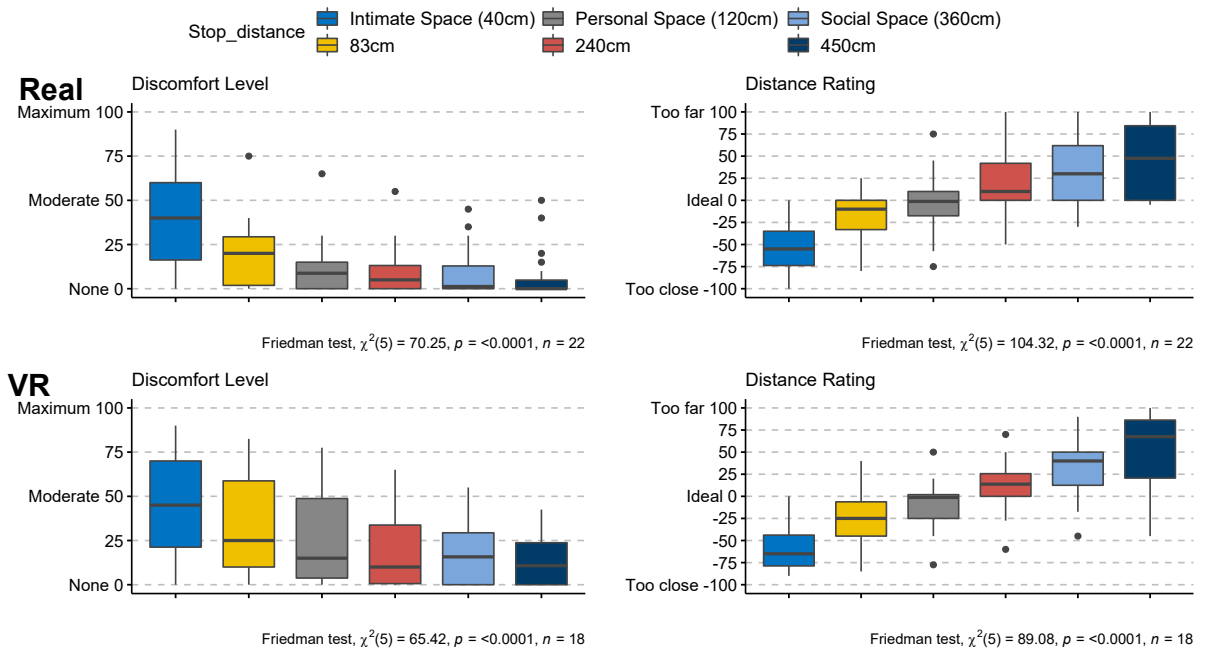 Stop_distance
Intimate Space (40cm) Personal Space (120cm) Social Space (360cm)
83cm 240cm 450cm
Real
Discomfort Level
Maximum 100
75
Moderate 50
25
None 0
Friedman test, χ²(5) = 70.25, p = <0.0001, n = 22
Distance Rating
Too far 100
75
50
25
Ideal 0
-25
-50
-75
Too close -100
Friedman test, χ²(5) = 104.32, p = <0.0001, n = 22
VR
Discomfort Level
Maximum 100
75
Moderate 50
25
None 0
Friedman test, χ²(5) = 65.42, p = <0.0001, n = 18
Distance Rating
Too far 100
75
50
25
Ideal 0
-25
-50
-75
Too close -100
Friedman test, χ²(5) = 89.08, p = <0.0001, n = 18